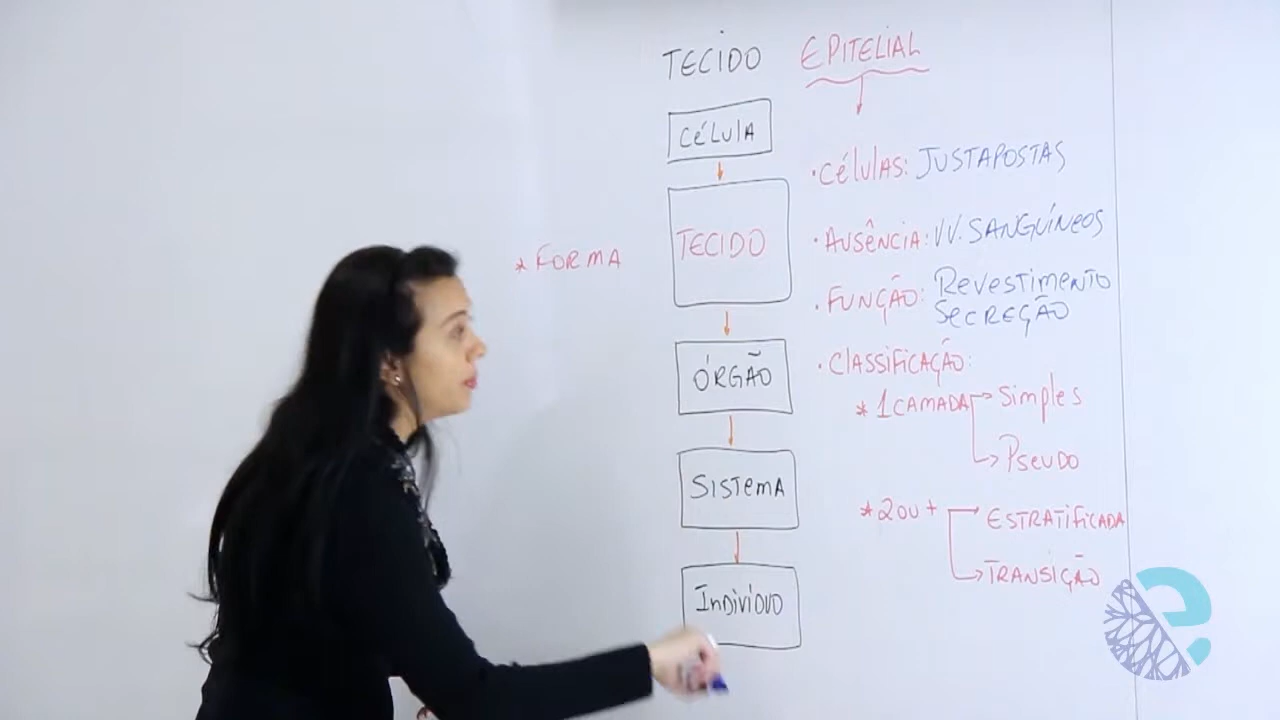 TECIDO EPITELIAL
CéLULA
TECIDO
ÓRGÃO
SISTEMA
INDIVÍDUO
* FORMA
• CéLULAS: JUSTAPOSTAS
• AUSÊNCIA: VV. SANGUÍNEOS
• FUNÇÃO: Revestimento
SeCREÇÃO
• CLASSIFICAÇÃO:
* 1 CAMADA → Simples
→ PSeUDO
* 2 OU + → ESTRATIFICADA
→ TRANSIÇÃO